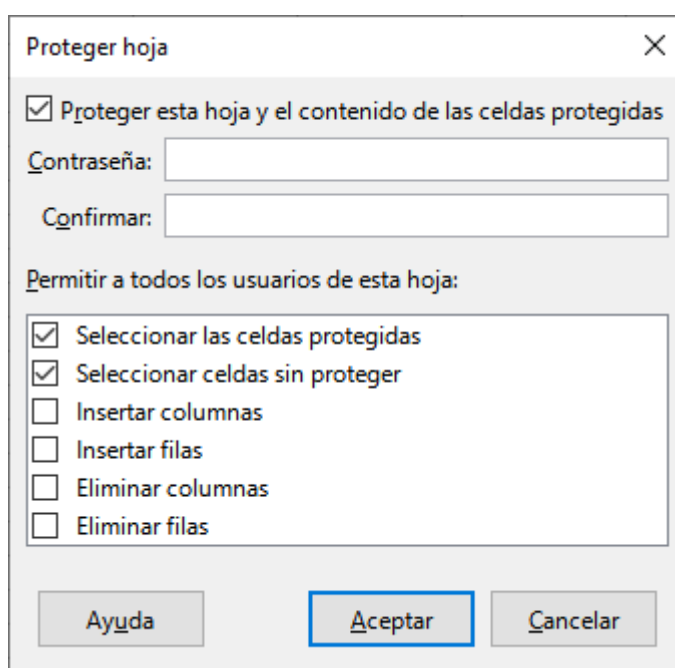 Proteger hoja
Proteger esta hoja y el contenido de las celdas protegidas
Contraseña:
Confirmar:
Permitir a todos los usuarios de esta hoja:
Seleccionar las celdas protegidas
Seleccionar celdas sin proteger
Insertar columnas
Insertar filas
Eliminar columnas
Eliminar filas
Ayuda Aceptar Cancelar